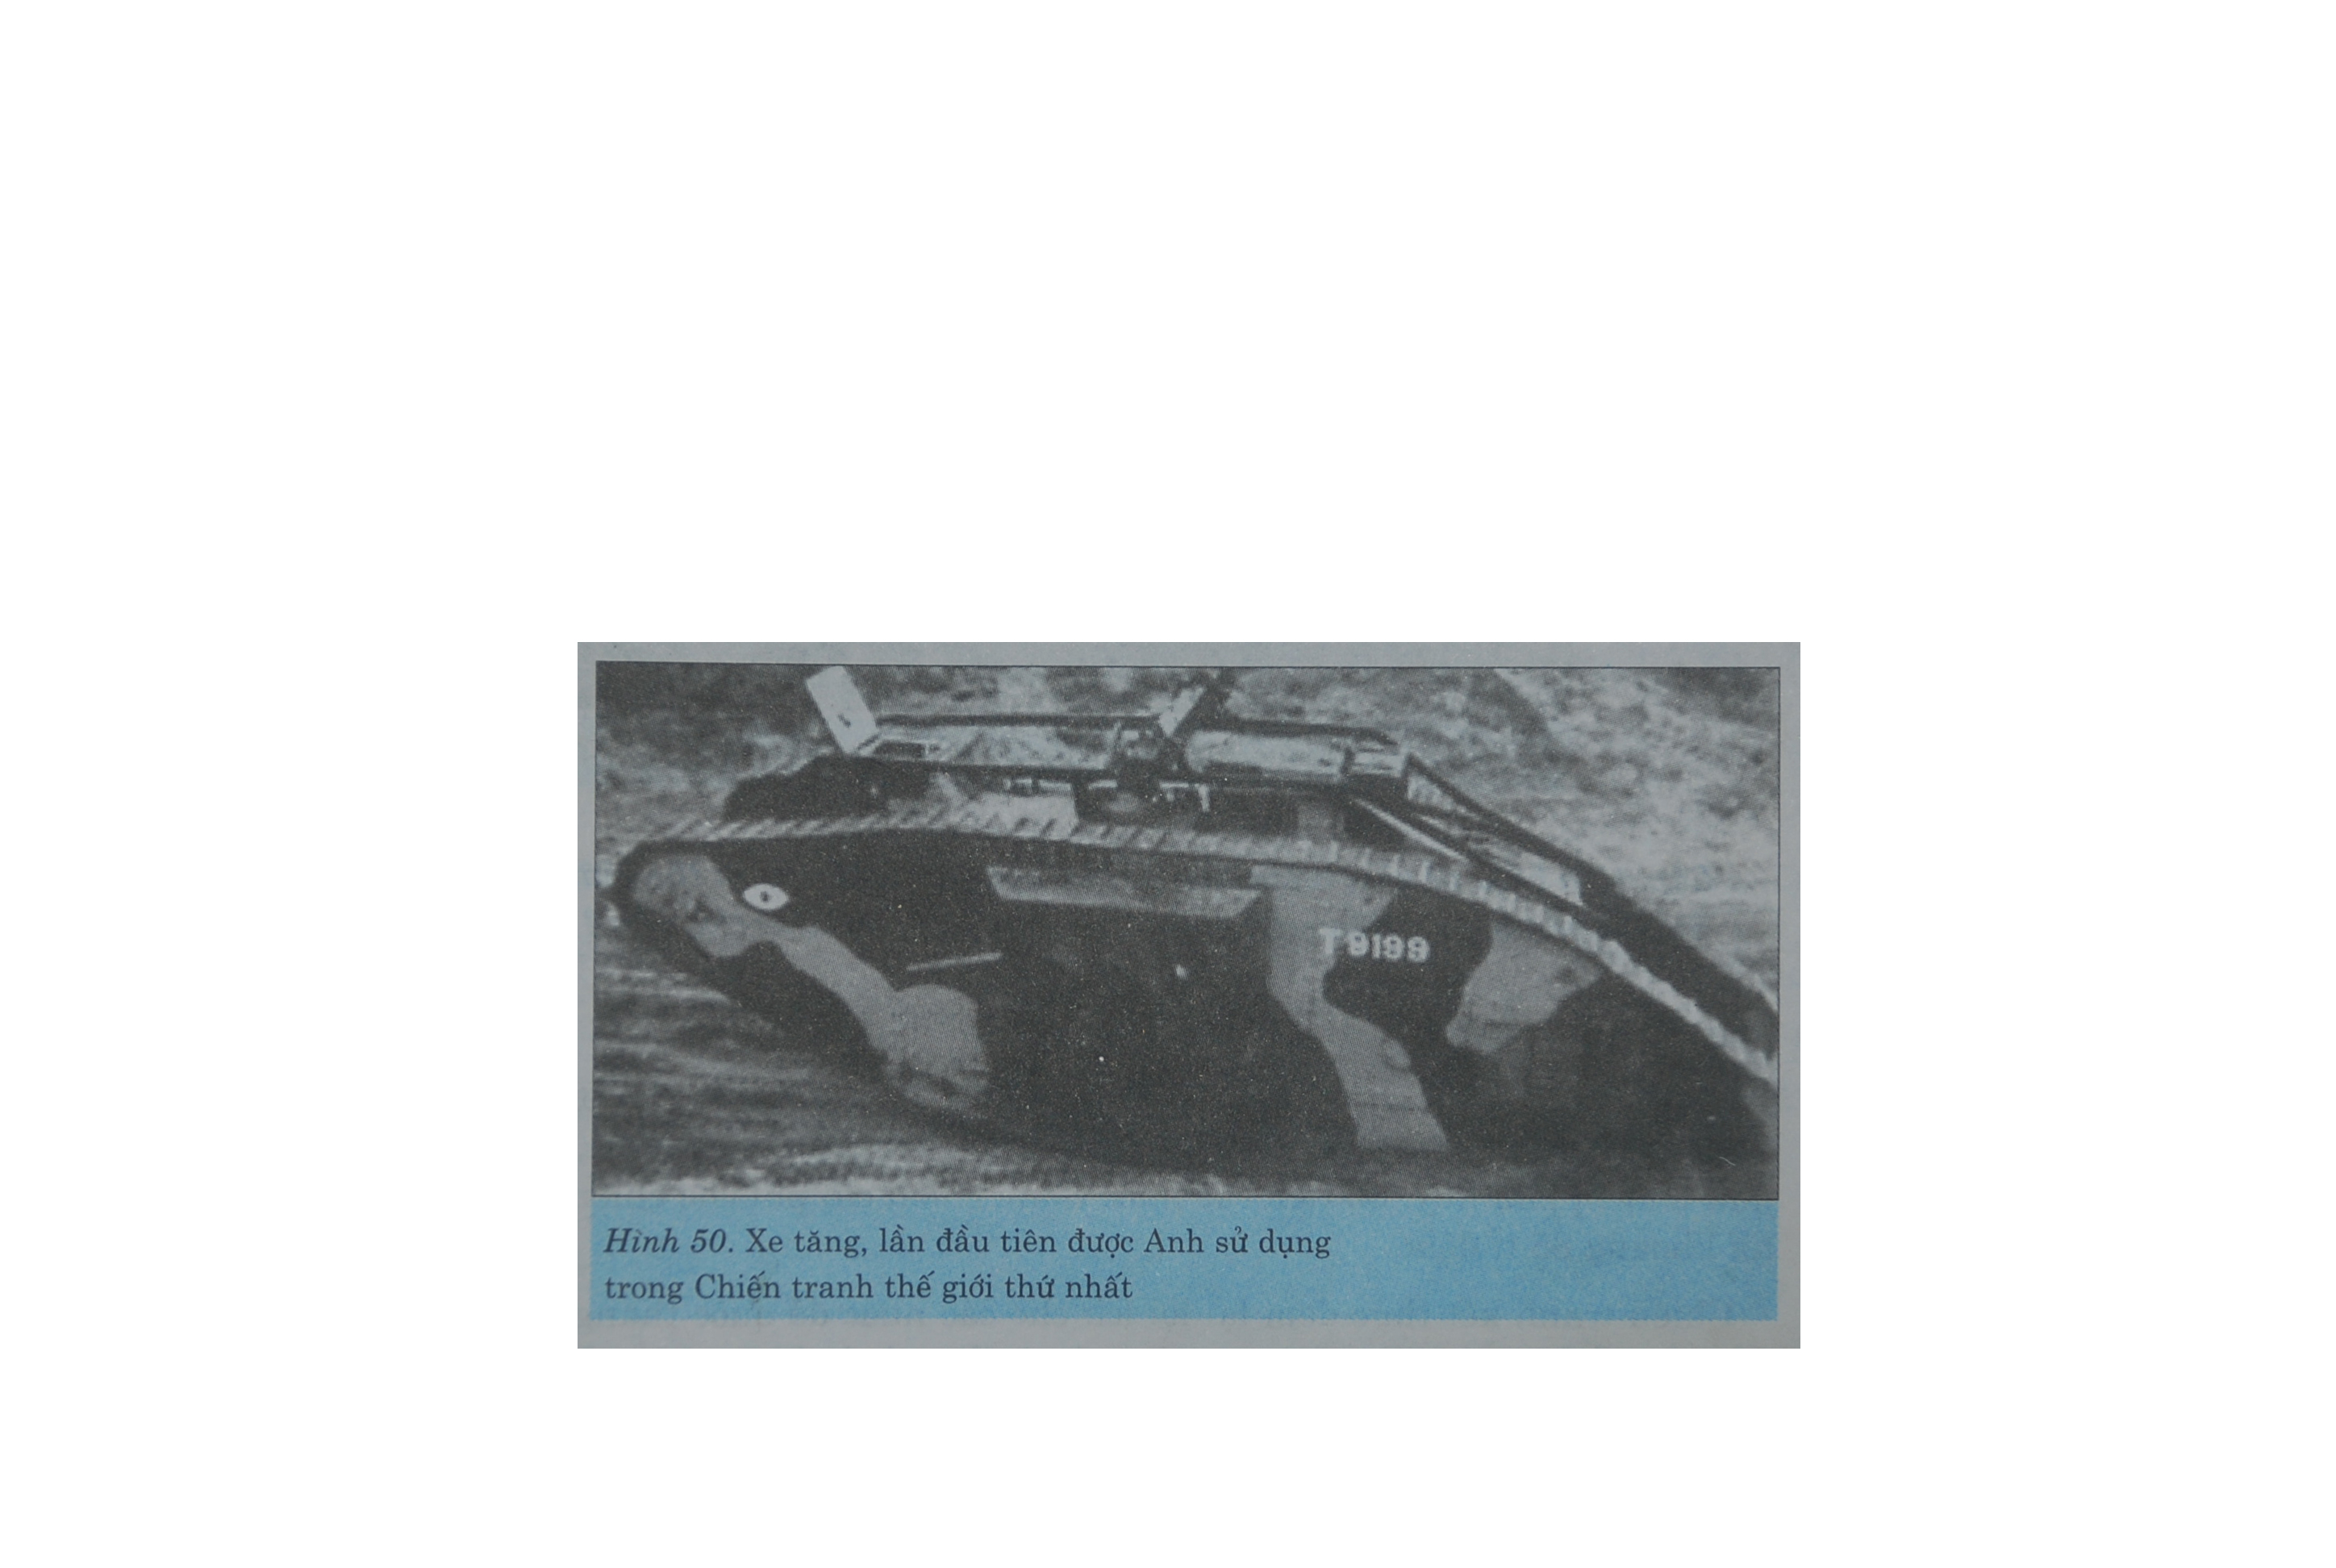 T9199
Hình 50. Xe tăng, lần đầu tiên được Anh sử dụng
trong Chiến tranh thế giới thứ nhất